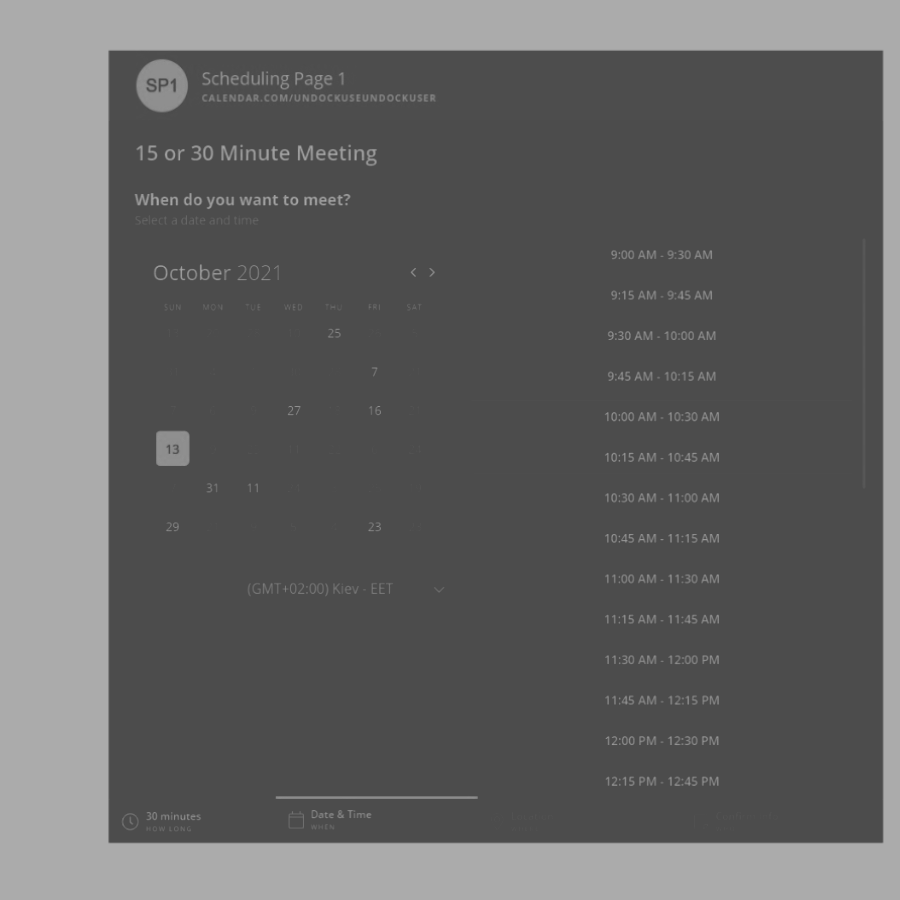 SP1
Scheduling Page 1
CALENDAR.COM/UNDOCKUSEUNDOCKUSER
15 or 30 Minute Meeting
When do you want to meet?
Select a date and time
October 2021
SUN MON TUE WED THU FRI SAT
25
7
27 16
13
31 11
29 23
(GMT+02:00) Kiev - EET
9:00 AM - 9:30 AM
9:15 AM - 9:45 AM
9:30 AM - 10:00 AM
9:45 AM - 10:15 AM
10:00 AM - 10:30 AM
10:15 AM - 10:45 AM
10:30 AM - 11:00 AM
10:45 AM - 11:15 AM
11:00 AM - 11:30 AM
11:15 AM - 11:45 AM
11:30 AM - 12:00 PM
11:45 AM - 12:15 PM
12:00 PM - 12:30 PM
12:15 PM - 12:45 PM
30 minutes
HOW LONG
Date & Time
WHEN